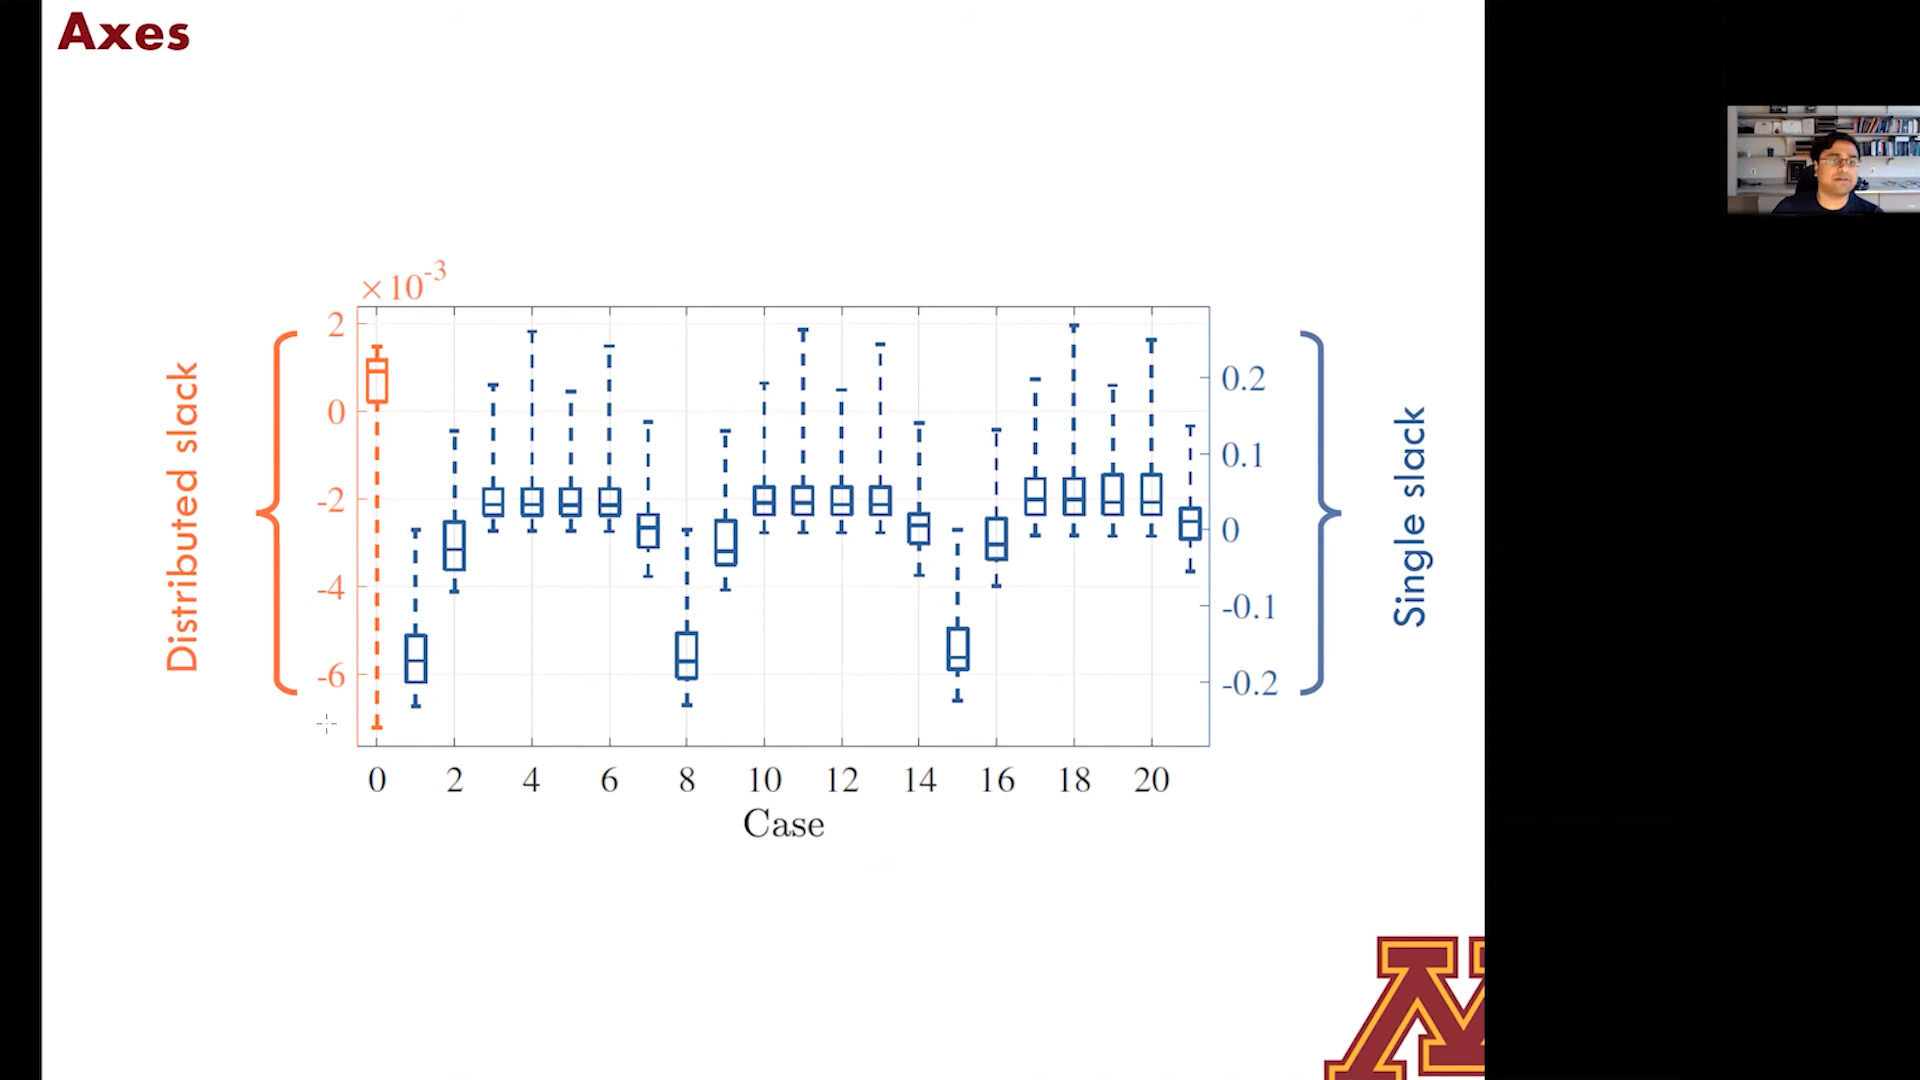 Axes
×10⁻³
2
0
-2
-4
-6
Distributed slack
0.2
0.1
0
-0.1
-0.2
Single slack
0 2 4 6 8 10 12 14 16 18 20
Case
M